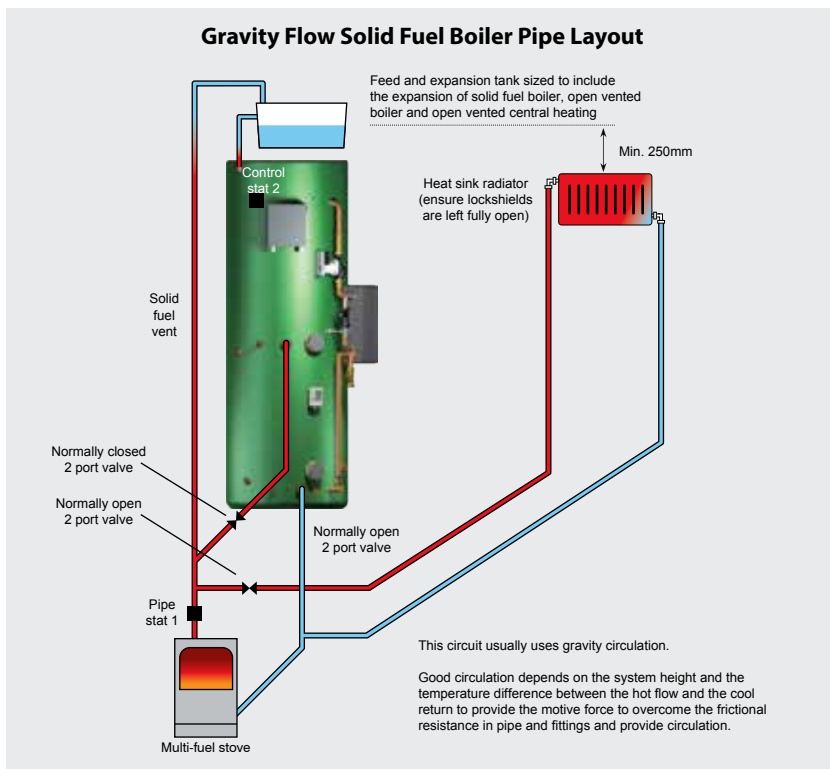 Gravity Flow Solid Fuel Boiler Pipe Layout
Feed and expansion tank sized to include
the expansion of solid fuel boiler, open vented
boiler and open vented central heating
Min. 250mm
Control
stat 2
Heat sink radiator
(ensure lockshields
are left fully open)
Solid
fuel
vent
Normally closed
2 port valve
Normally open
2 port valve
Normally open
2 port valve
Pipe
stat 1
This circuit usually uses gravity circulation.
Good circulation depends on the system height and the
temperature difference between the hot flow and the cool
return to provide the motive force to overcome the frictional
resistance in pipe and fittings and provide circulation.
Multi-fuel stove